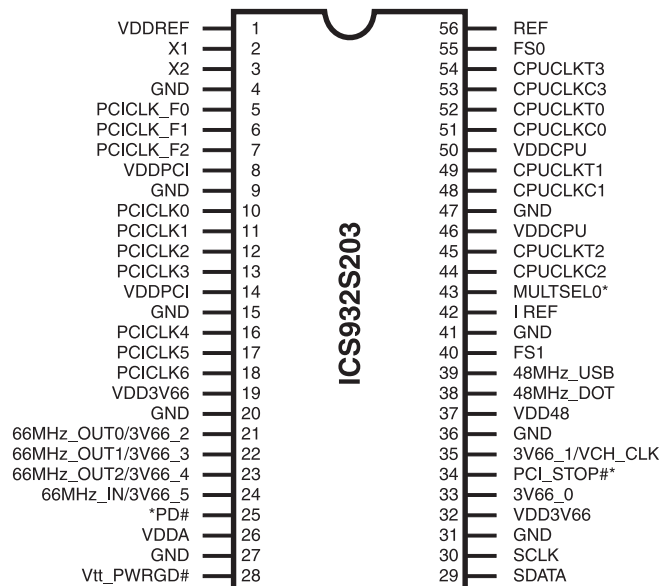 VDDREF 1 56 REF
X1 2 55 FS0
X2 3 54 CPUCLKT3
GND 4 53 CPUCLKC3
PCICLK_F0 5 52 CPUCLKT0
PCICLK_F1 6 51 CPUCLKC0
PCICLK_F2 7 50 VDDCPU
VDDPCI 8 49 CPUCLKT1
GND 9 48 CPUCLKC1
PCICLK0 10 47 GND
PCICLK1 11 46 VDDCPU
PCICLK2 12 45 CPUCLKT2
PCICLK3 13 44 CPUCLKC2
VDDPCI 14 43 MULTSEL0*
GND 15 42 I REF
PCICLK4 16 41 GND
PCICLK5 17 40 FS1
PCICLK6 18 39 48MHz_USB
VDD3V66 19 38 48MHz_DOT
GND 20 37 VDD48
66MHz_OUT0/3V66_2 21 36 GND
66MHz_OUT1/3V66_3 22 35 3V66_1/VCH_CLK
66MHz_OUT2/3V66_4 23 34 PCI_STOP#*
66MHz_IN/3V66_5 24 33 3V66_0
*PD# 25 32 VDD3V66
VDDA 26 31 GND
GND 27 30 SCLK
Vtt_PWRGD# 28 29 SDATA
ICS932S203